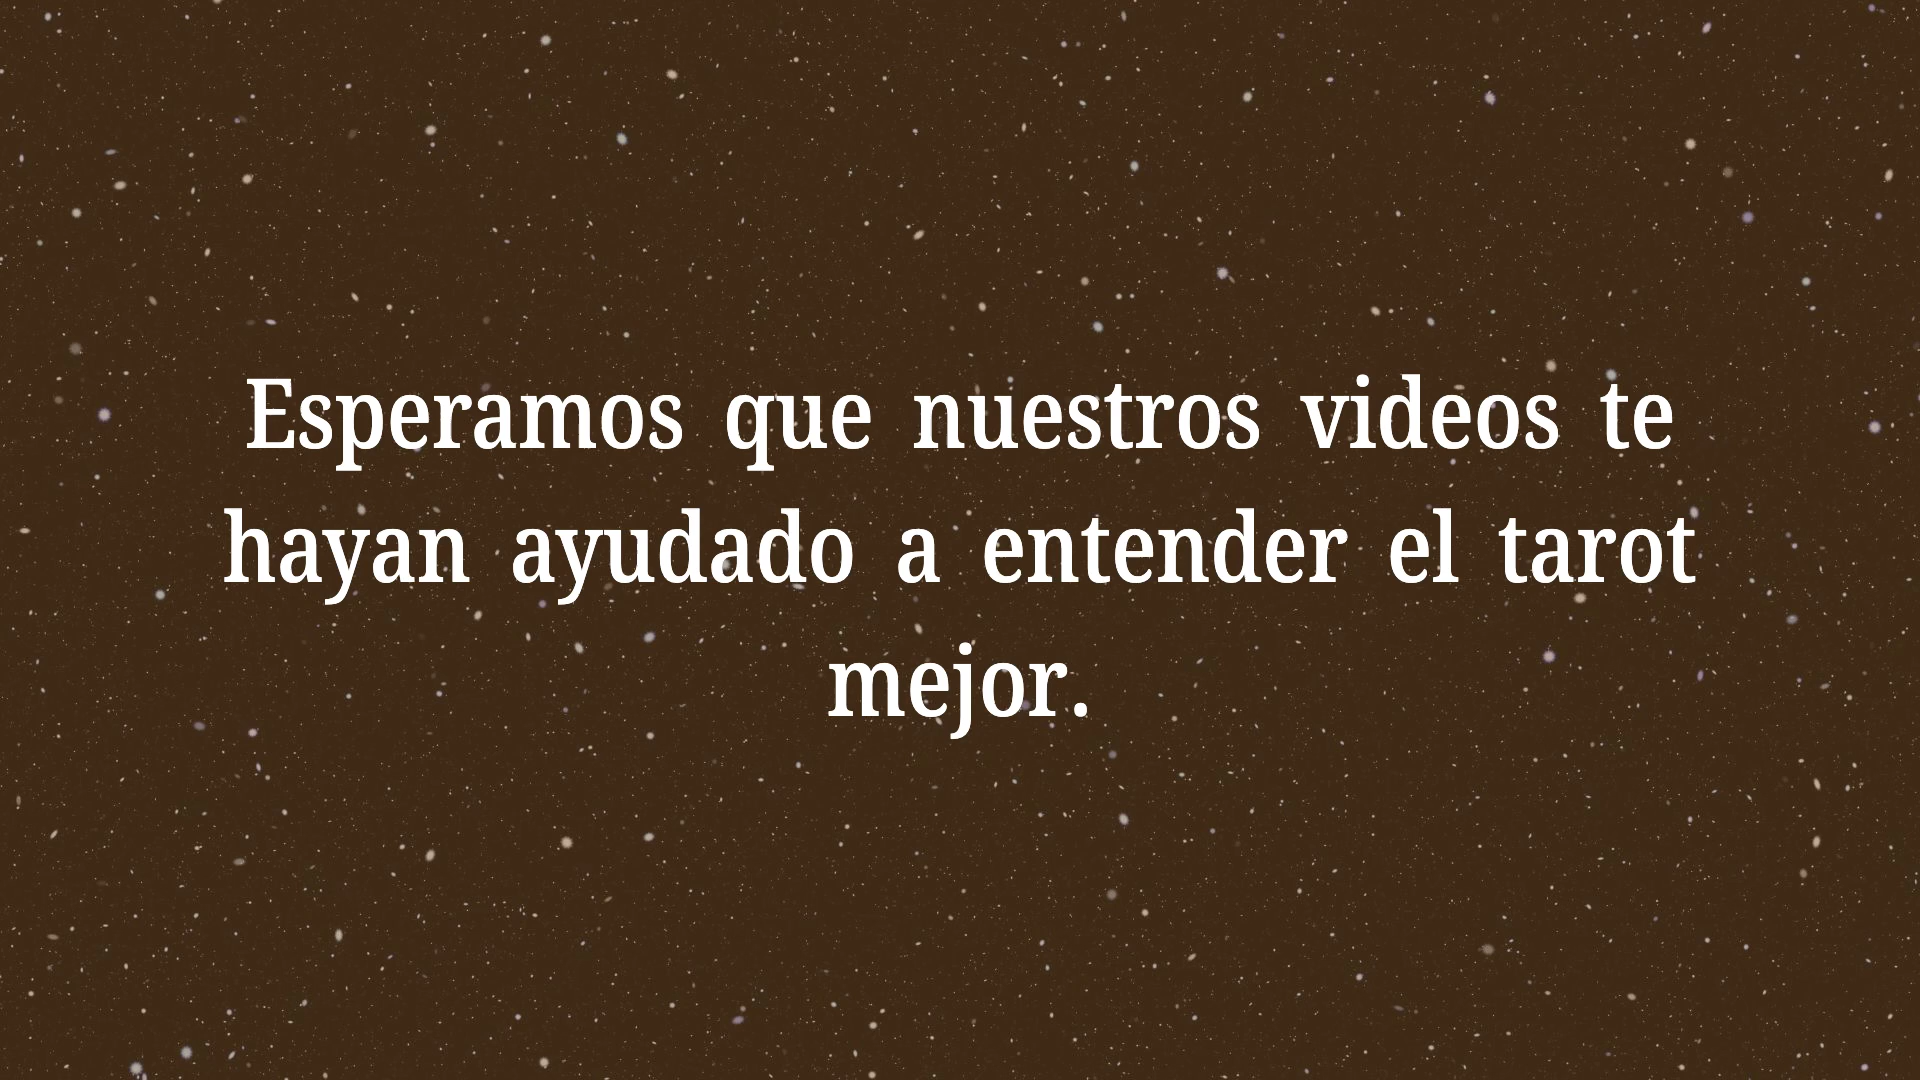 Esperamos que nuestros videos te
hayan ayudado a entender el tarot
mejor.